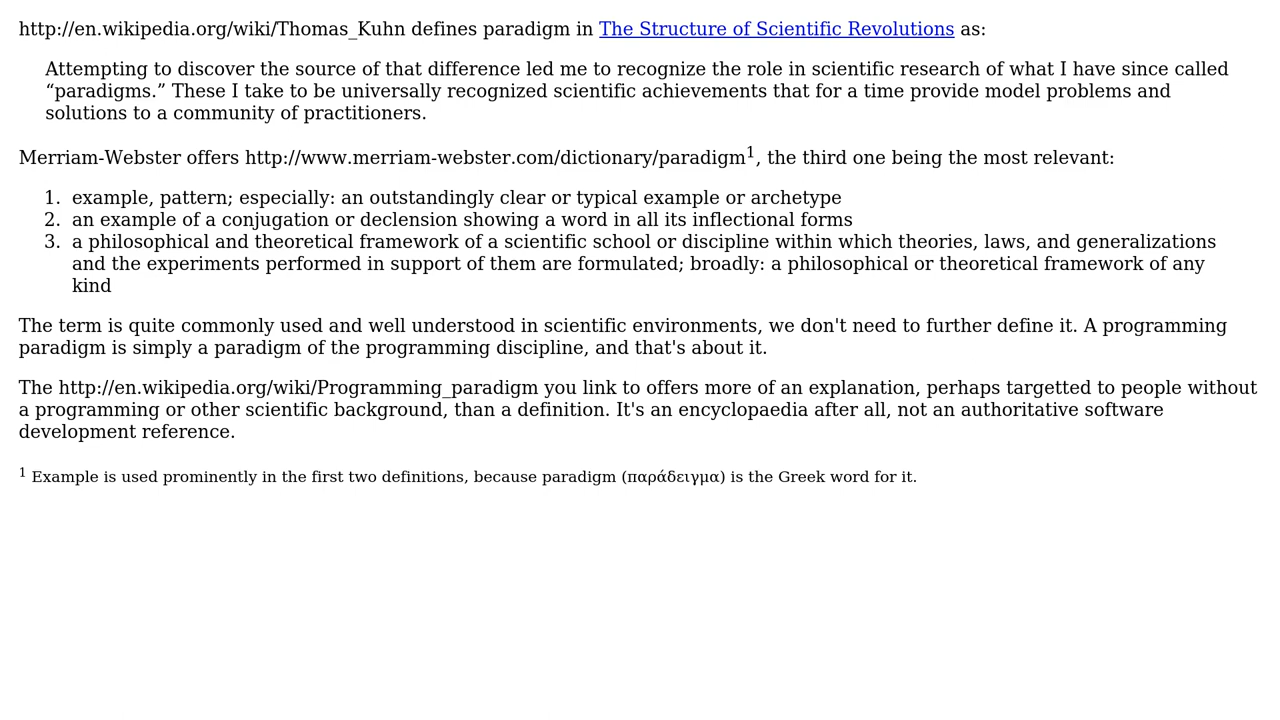 http://en.wikipedia.org/wiki/Thomas_Kuhn defines paradigm in The Structure of Scientific Revolutions as:
Attempting to discover the source of that difference led me to recognize the role in scientific research of what I have since called
“paradigms.” These I take to be universally recognized scientific achievements that for a time provide model problems and
solutions to a community of practitioners.
Merriam-Webster offers http://www.merriam-webster.com/dictionary/paradigm1, the third one being the most relevant:
1. example, pattern; especially: an outstandingly clear or typical example or archetype
2. an example of a conjugation or declension showing a word in all its inflectional forms
3. a philosophical and theoretical framework of a scientific school or discipline within which theories, laws, and generalizations
and the experiments performed in support of them are formulated; broadly: a philosophical or theoretical framework of any
kind
The term is quite commonly used and well understood in scientific environments, we don't need to further define it. A programming
paradigm is simply a paradigm of the programming discipline, and that's about it.
The http://en.wikipedia.org/wiki/Programming_paradigm you link to offers more of an explanation, perhaps targetted to people without
a programming or other scientific background, than a definition. It's an encyclopaedia after all, not an authoritative software
development reference.
1 Example is used prominently in the first two definitions, because paradigm (παράδειγμα) is the Greek word for it.